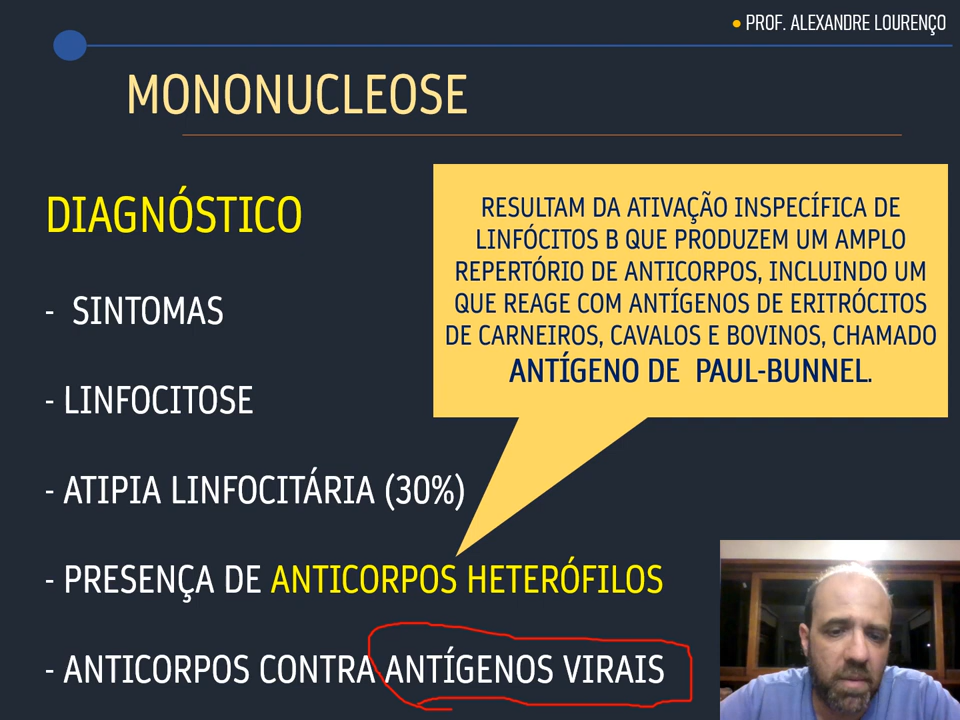 • PROF. ALEXANDRE LOURENÇO
MONONUCLEOSE
DIAGNÓSTICO
- SINTOMAS
- LINFOCITOSE
- ATIPIA LINFOCITÁRIA (30%)
- PRESENÇA DE ANTICORPOS HETERÓFILOS
- ANTICORPOS CONTRA ANTÍGENOS VIRAIS
RESULTAM DA ATIVAÇÃO INSPECÍFICA DE
LINFÓCITOS B QUE PRODUZEM UM AMPLO
REPERTÓRIO DE ANTICORPOS, INCLUINDO UM
QUE REAGE COM ANTÍGENOS DE ERITRÓCITOS
DE CARNEIROS, CAVALOS E BOVINOS, CHAMADO
ANTÍGENO DE PAUL-BUNNEL.